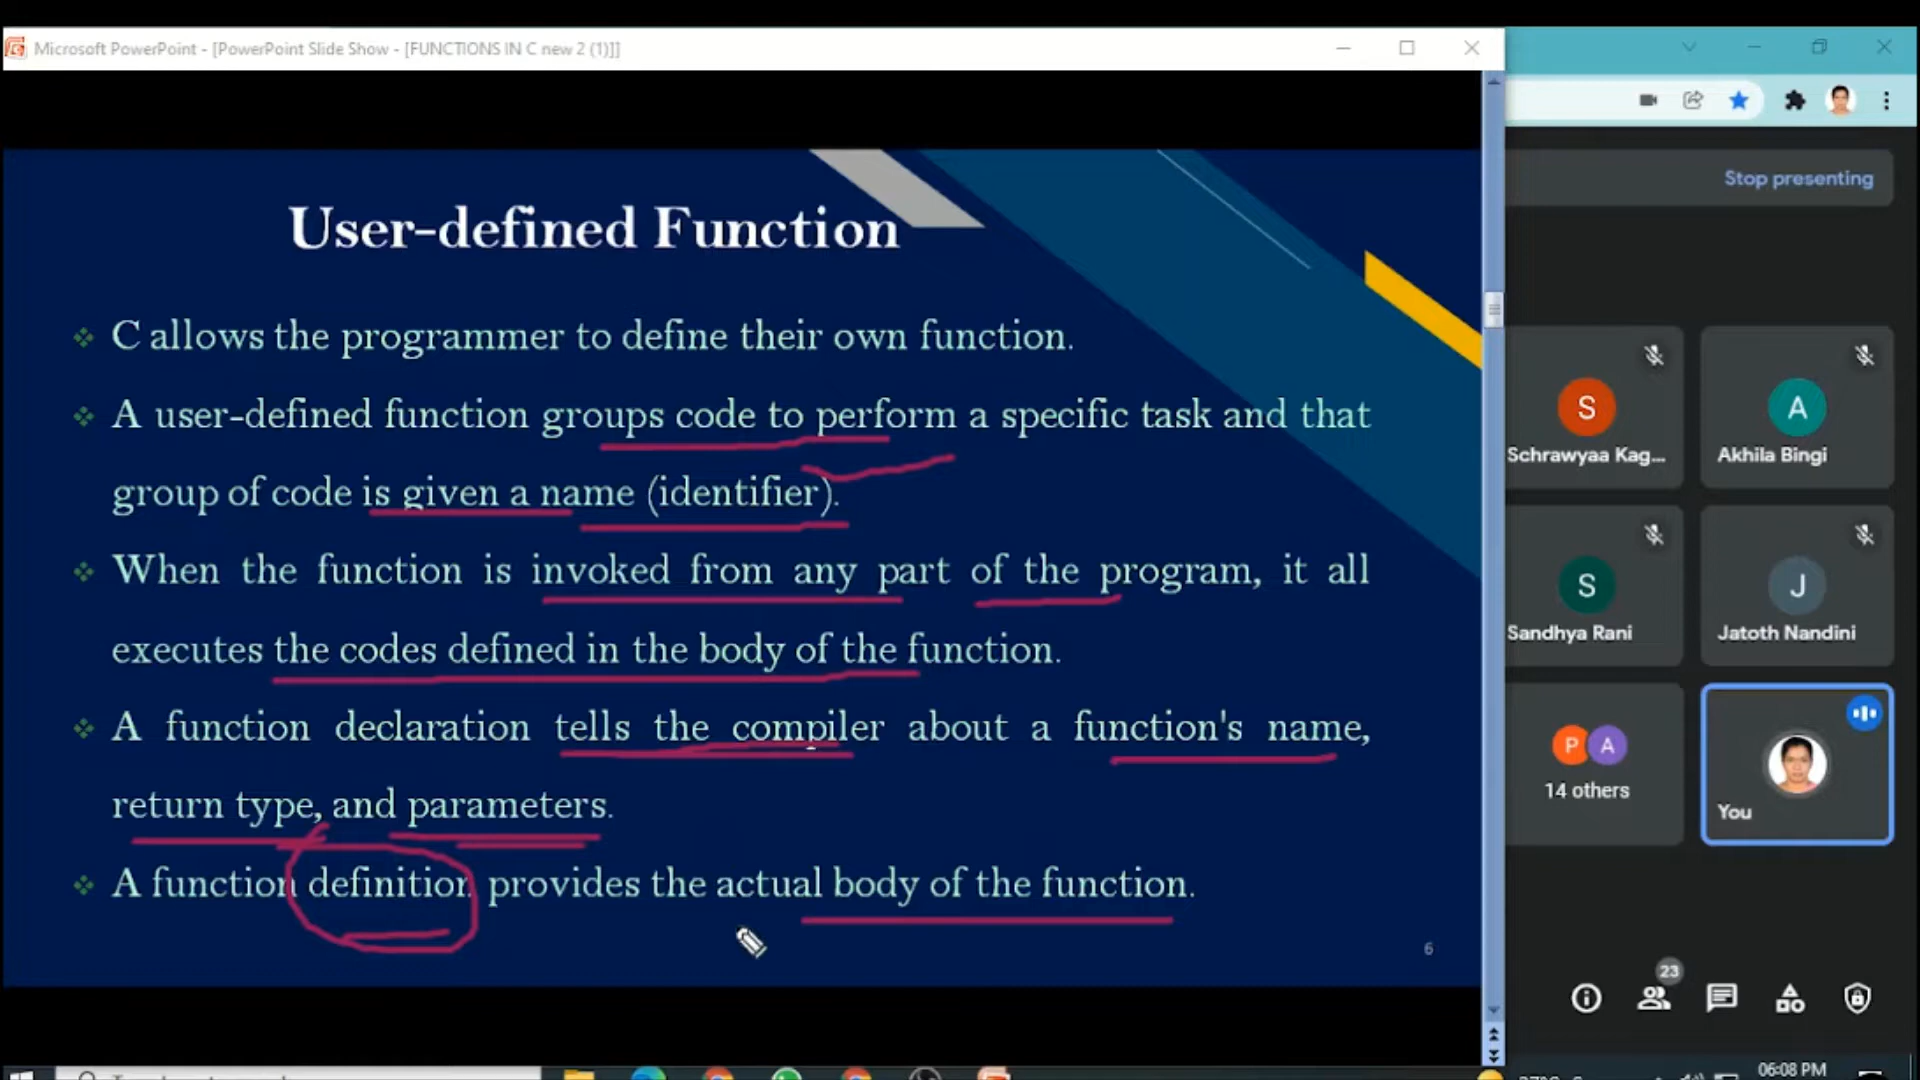 Microsoft PowerPoint - [PowerPoint Slide Show - [FUNCTIONS IN C new 2 (1)]]
User-defined Function
C allows the programmer to define their own function.
A user-defined function groups code to perform a specific task and that
group of code is given a name (identifier).
When the function is invoked from any part of the program, it all
executes the codes defined in the body of the function.
A function declaration tells the compiler about a function's name,
return type, and parameters.
A function definition provides the actual body of the function.
6
Stop presenting
S
Schrawyaa Kag...
A
Akhila Bingi
S
Sandhya Rani
J
Jatoth Nandini
P A
14 others
You
23
06:08 PM